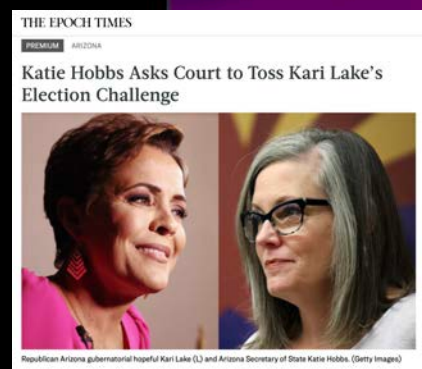 THE EPOCH TIMES
PREMIUM ARIZONA
Katie Hobbs Asks Court to Toss Kari Lake's
Election Challenge
Republican Arizona gubernatorial hopeful Kari Lake (L) and Arizona Secretary of State Katie Hobbs. (Getty Images)